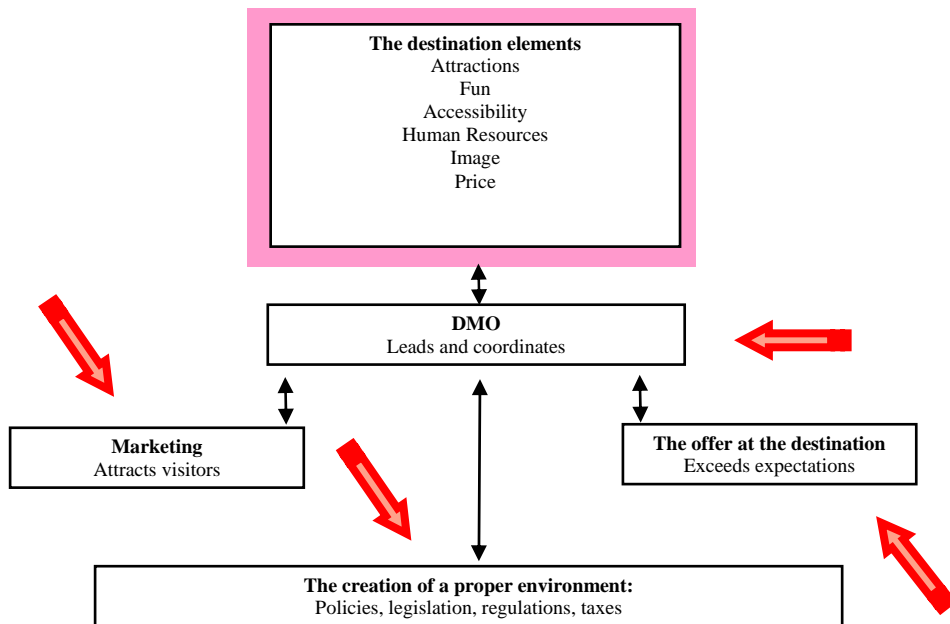 The destination elements
Attractions
Fun
Accessibility
Human Resources
Image
Price
DMO
Leads and coordinates
Marketing
Attracts visitors
The offer at the destination
Exceeds expectations
The creation of a proper environment:
Policies, legislation, regulations, taxes